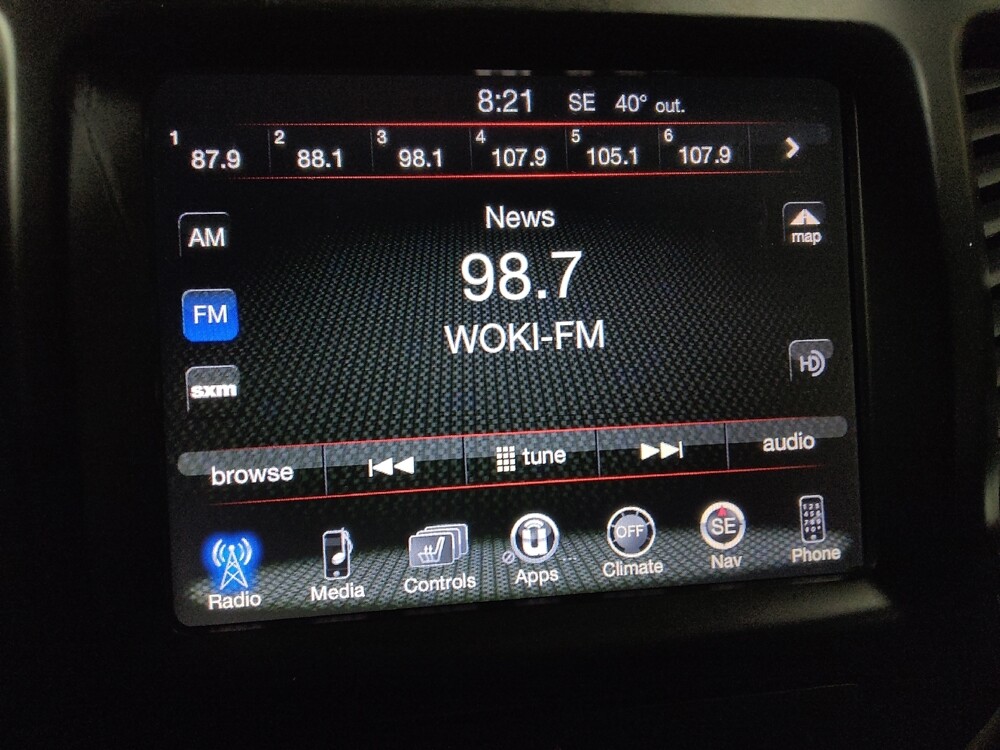 8:21 SE 40° out.
1 87.9 2 88.1 3 98.1 4 107.9 5 105.1 6 107.9
News
AM
map
98.7
FM
WOKI-FM
HD
sxm
browse tune audio
OFF SE
Radio Media Controls Apps Climate Nav Phone